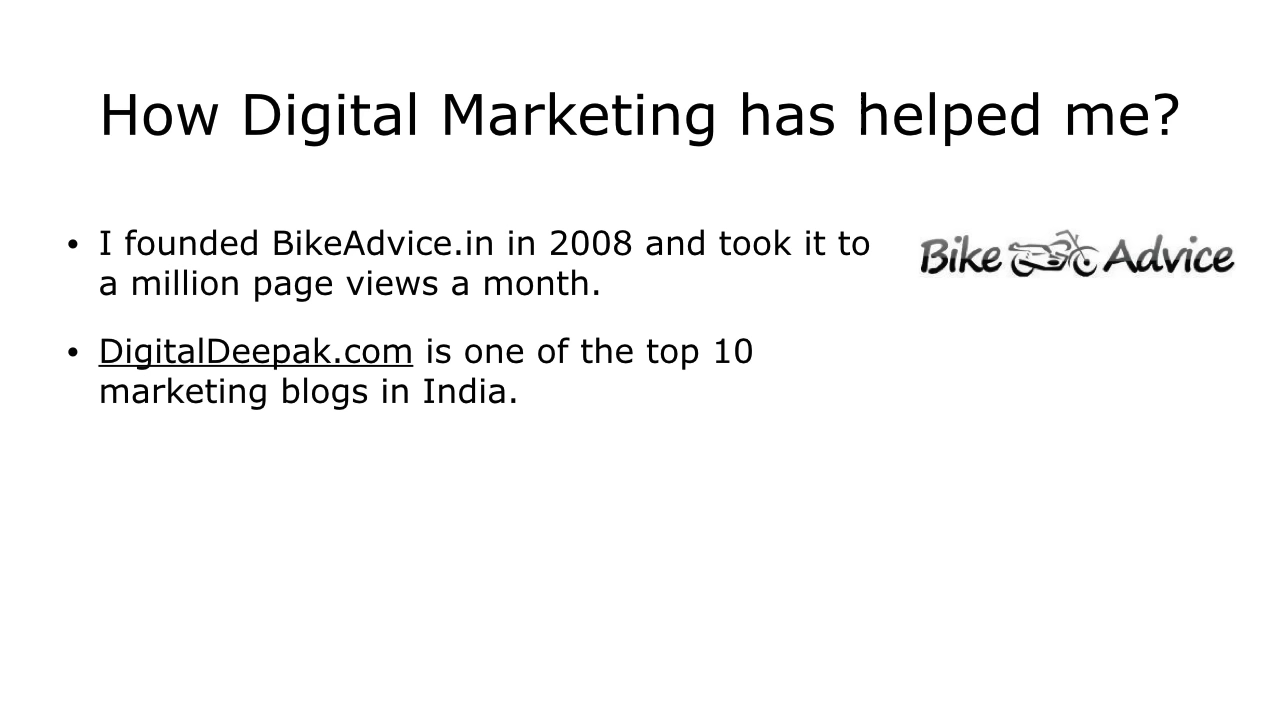 How Digital Marketing has helped me?
• I founded BikeAdvice.in in 2008 and took it to
a million page views a month.
Bike Advice
• DigitalDeepak.com is one of the top 10
marketing blogs in India.